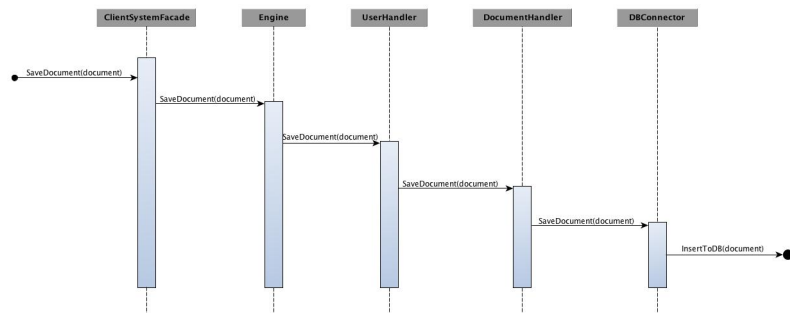 ClientSystemFacade Engine UserHandler DocumentHandler DBConnector
SaveDocument(document)
SaveDocument(document)
SaveDocument(document)
SaveDocument(document)
SaveDocument(document)
InsertToDB(document)